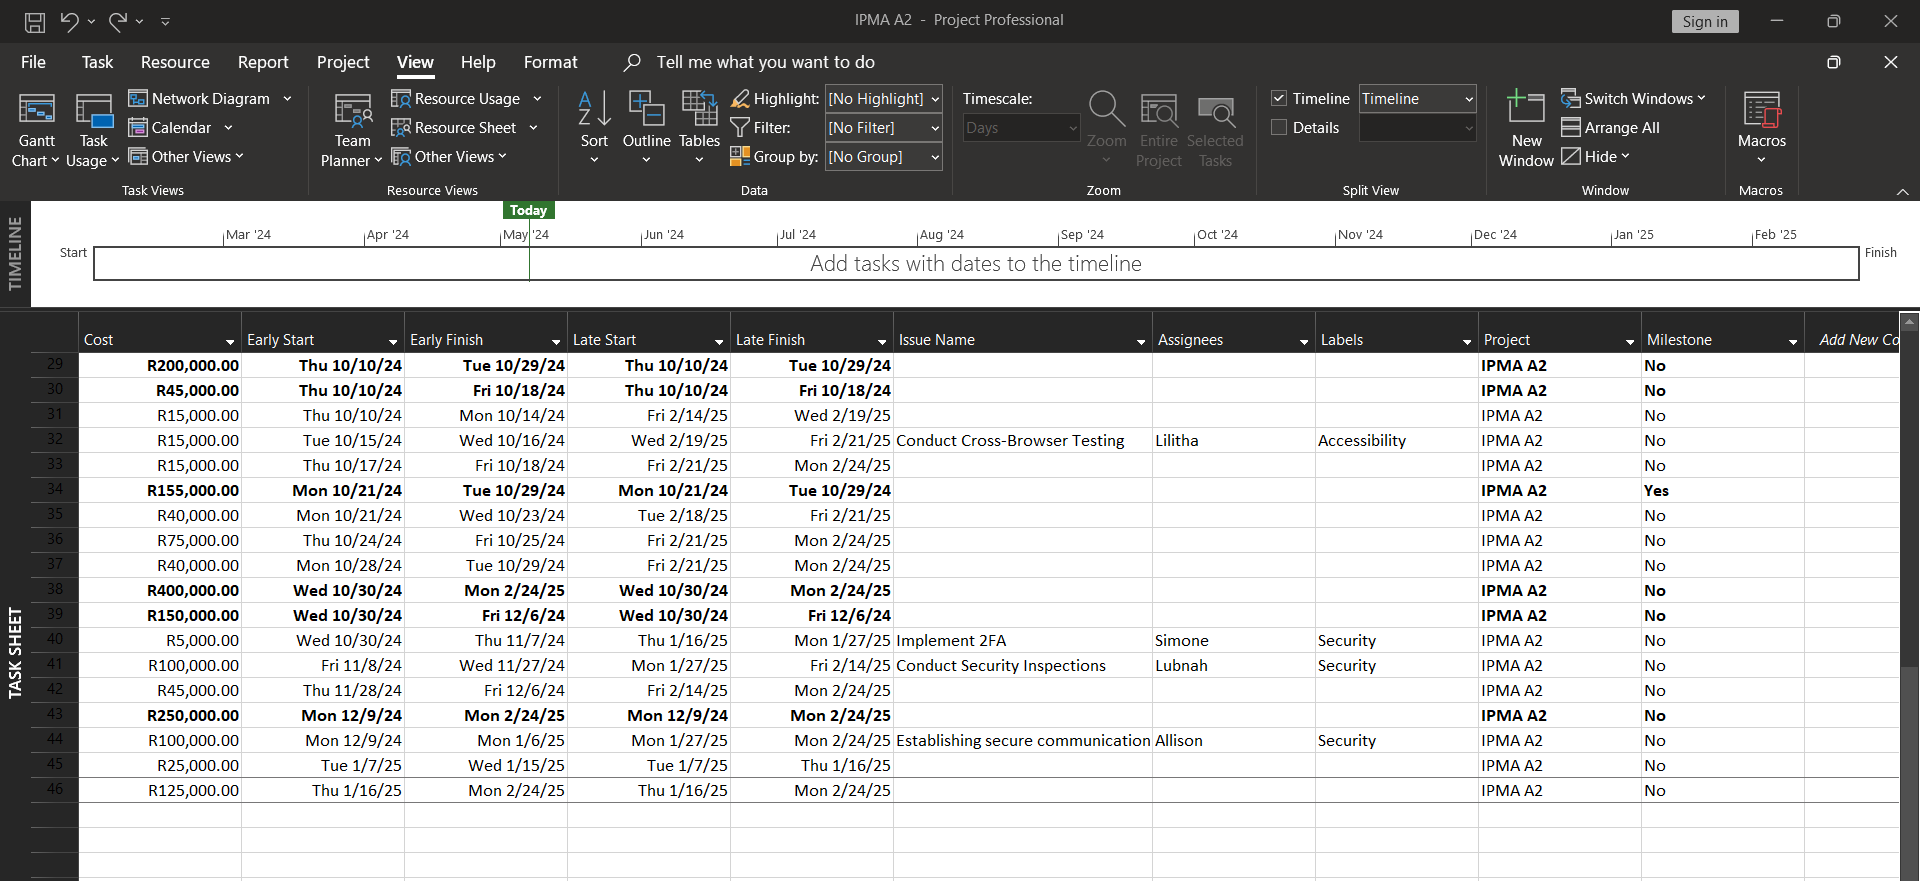 IPMA A2 - Project Professional
Sign in
File Task Resource Report Project View Help Format Tell me what you want to do
Gantt Chart
Task Usage
Network Diagram
Calendar
Other Views
Task Views
Team Planner
Resource Usage
Resource Sheet
Other Views
Resource Views
Sort
Outline
Tables
Highlight: [No Highlight]
Filter: [No Filter]
Group by: [No Group]
Data
Timescale:
Days
Zoom
Entire Project
Selected Tasks
Zoom
Timeline Timeline
Details
Split View
New Window
Switch Windows
Arrange All
Hide
Window
Macros
Macros
TIMELINE
Today
Mar '24 Apr '24 May '24 Jun '24 Jul '24 Aug '24 Sep '24 Oct '24 Nov '24 Dec '24 Jan '25 Feb '25
Start
Add tasks with dates to the timeline
Finish
TASK SHEET
Cost Early Start Early Finish Late Start Late Finish Issue Name Assignees Labels Project Milestone Add New Co
29 R200,000.00 Thu 10/10/24 Tue 10/29/24 Thu 10/10/24 Tue 10/29/24 IPMA A2 No
30 R45,000.00 Thu 10/10/24 Fri 10/18/24 Thu 10/10/24 Fri 10/18/24 IPMA A2 No
31 R15,000.00 Thu 10/10/24 Mon 10/14/24 Fri 2/14/25 Wed 2/19/25 IPMA A2 No
32 R15,000.00 Tue 10/15/24 Wed 10/16/24 Wed 2/19/25 Fri 2/21/25 Conduct Cross-Browser Testing Lilitha Accessibility IPMA A2 No
33 R15,000.00 Thu 10/17/24 Fri 10/18/24 Fri 2/21/25 Mon 2/24/25 IPMA A2 No
34 R155,000.00 Mon 10/21/24 Tue 10/29/24 Mon 10/21/24 Tue 10/29/24 IPMA A2 Yes
35 R40,000.00 Mon 10/21/24 Wed 10/23/24 Tue 2/18/25 Fri 2/21/25 IPMA A2 No
36 R75,000.00 Thu 10/24/24 Fri 10/25/24 Fri 2/21/25 Mon 2/24/25 IPMA A2 No
37 R40,000.00 Mon 10/28/24 Tue 10/29/24 Fri 2/21/25 Mon 2/24/25 IPMA A2 No
38 R400,000.00 Wed 10/30/24 Mon 2/24/25 Wed 10/30/24 Mon 2/24/25 IPMA A2 No
39 R150,000.00 Wed 10/30/24 Fri 12/6/24 Wed 10/30/24 Fri 12/6/24 IPMA A2 No
40 R5,000.00 Wed 10/30/24 Thu 11/7/24 Thu 1/16/25 Mon 1/27/25 Implement 2FA Simone Security IPMA A2 No
41 R100,000.00 Fri 11/8/24 Wed 11/27/24 Mon 1/27/25 Fri 2/14/25 Conduct Security Inspections Lubnah Security IPMA A2 No
42 R45,000.00 Thu 11/28/24 Fri 12/6/24 Fri 2/14/25 Mon 2/24/25 IPMA A2 No
43 R250,000.00 Mon 12/9/24 Mon 2/24/25 Mon 12/9/24 Mon 2/24/25 IPMA A2 No
44 R100,000.00 Mon 12/9/24 Mon 1/6/25 Mon 1/27/25 Mon 2/24/25 Establishing secure communication Allison Security IPMA A2 No
45 R25,000.00 Tue 1/7/25 Wed 1/15/25 Tue 1/7/25 Thu 1/16/25 IPMA A2 No
46 R125,000.00 Thu 1/16/25 Mon 2/24/25 Thu 1/16/25 Mon 2/24/25 IPMA A2 No